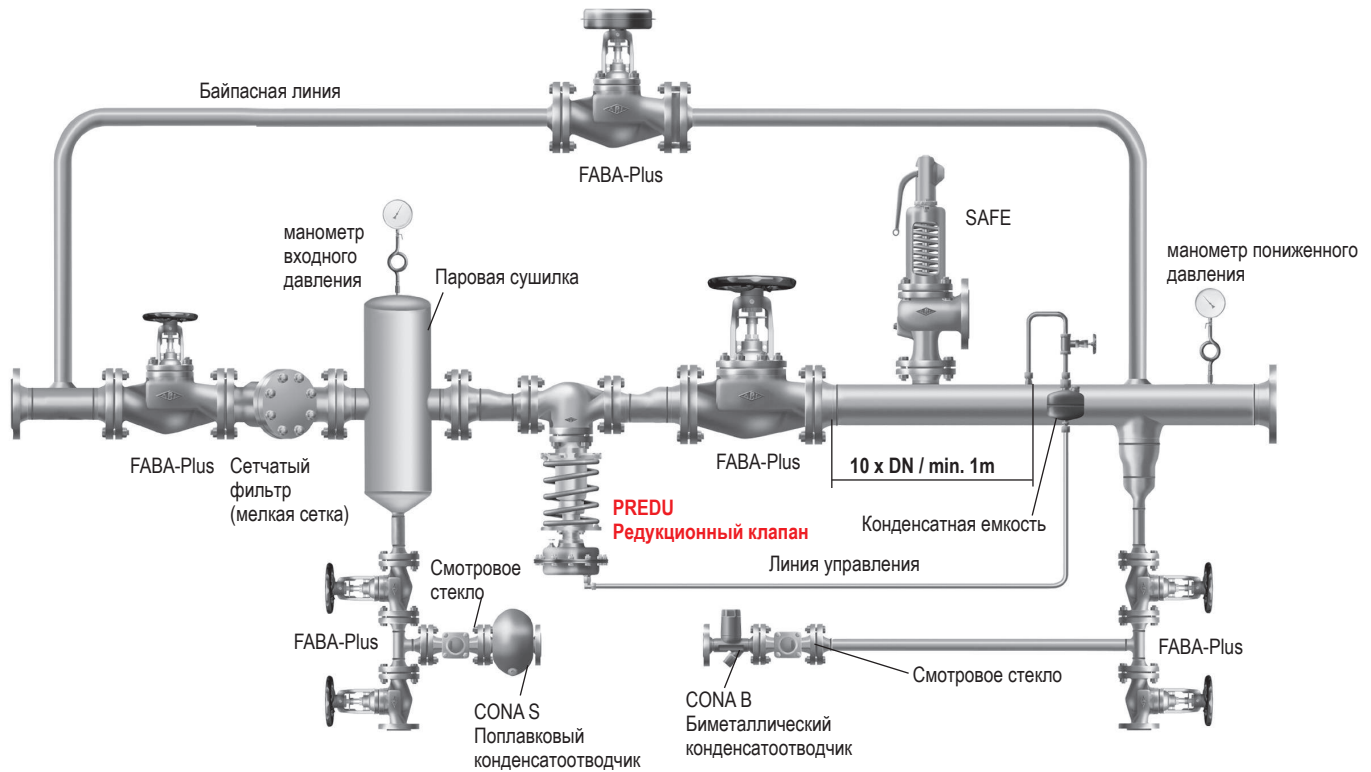 Байпасная линия
FABA-Plus
SAFE
манометр
входного
давления
Паровая сушилка
манометр пониженного
давления
FABA-Plus
Сетчатый
фильтр
(мелкая сетка)
FABA-Plus
10 x DN / min. 1m
PREDU
Редукционный клапан
Конденсатная емкость
Линия управления
Смотровое
стекло
FABA-Plus
FABA-Plus
Смотровое стекло
CONA S
Поплавковый
конденсатоотводчик
CONA B
Биметаллический
конденсатоотводчик